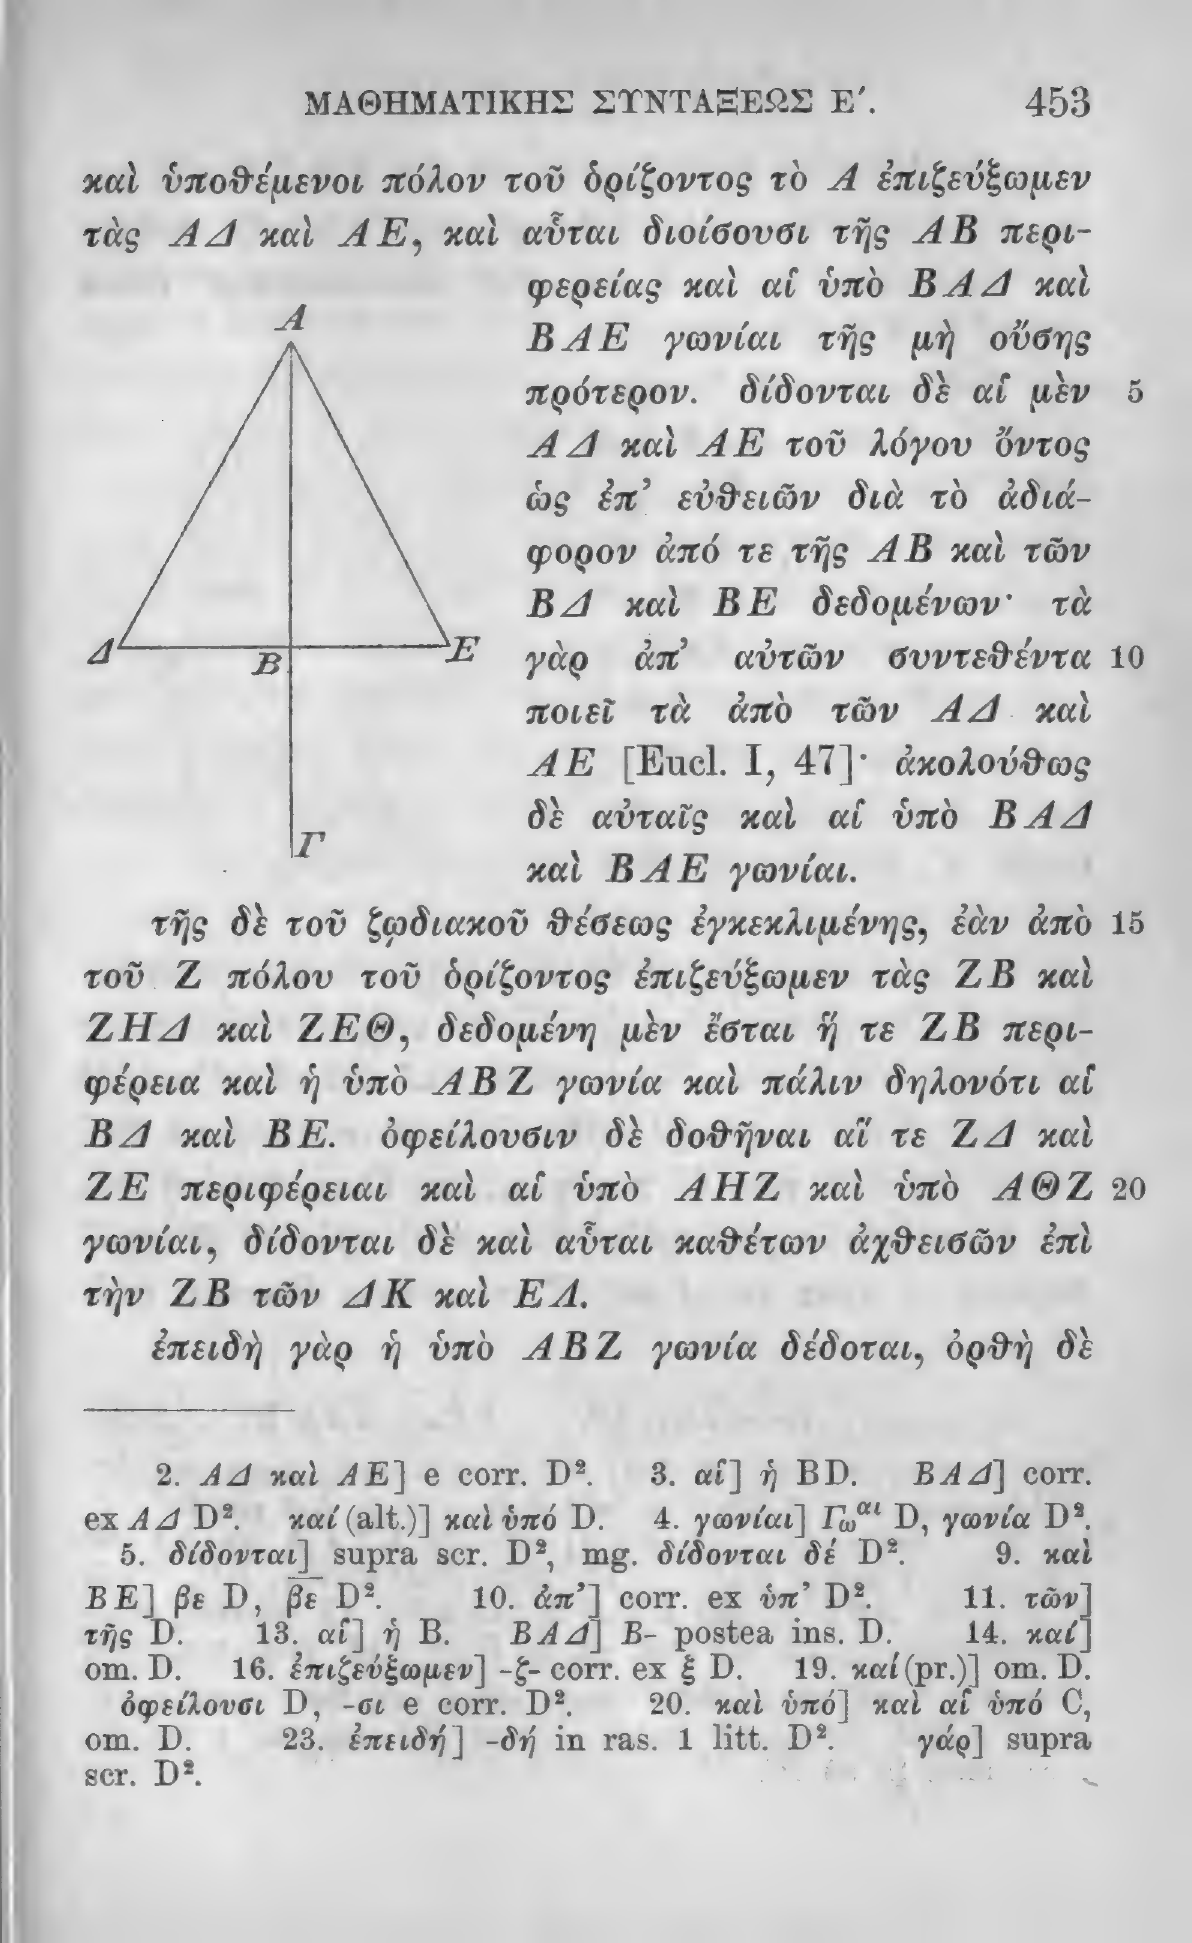 ΜΑΘΗΜΑΤΙΚΗΣ ΣΥΝΤΑΞΕΩΣ Ε´. 453
καὶ ὑποθέμενοι πόλον τοῦ ὁρίζοντος τὸ Α ἐπιζεύξωμεν
τὰς ΑΔ καὶ ΑΕ, καὶ αὗται διοίσουσι τῆς ΑΒ περι-
φερείας καὶ αἱ ὑπὸ ΒΑΔ καὶ
ΒΑΕ γωνίαι τῆς μὴ οὔσης
πρότερον. δίδονται δὲ αἱ μὲν 5
ΑΔ καὶ ΑΕ τοῦ λόγου ὄντος
ὡς ἐπ’ εὐθειῶν διὰ τὸ ἀδιά-
φορον ἀπό τε τῆς ΑΒ καὶ τῶν
ΒΔ καὶ ΒΕ δεδομένων· τὰ
γὰρ ἀπ’ αὐτῶν συντεθέντα 10
ποιεῖ τὰ ἀπὸ τῶν ΑΔ καὶ
ΑΕ [Eucl. I, 47]· ἀκολούθως
δὲ αὐταῖς καὶ αἱ ὑπὸ ΒΑΔ
καὶ ΒΑΕ γωνίαι.
Α
Δ
Β
Ε
Γ
τῆς δὲ τοῦ ζῳδιακοῦ θέσεως ἐγκεκλιμένης, ἐὰν ἀπὸ 15
τοῦ Ζ πόλου τοῦ ὁρίζοντος ἐπιζεύξωμεν τὰς ΖΒ καὶ
ΖΗΔ καὶ ΖΕΘ, δεδομένη μὲν ἔσται ἥ τε ΖΒ περι-
φέρεια καὶ ἡ ὑπὸ ΑΒΖ γωνία καὶ πάλιν δηλονότι αἱ
ΒΔ καὶ ΒΕ. ὀφείλουσιν δὲ δοθῆναι αἵ τε ΖΔ καὶ
ΖΕ περιφέρειαι καὶ αἱ ὑπὸ ΑΗΖ καὶ ὑπὸ ΑΘΖ 20
γωνίαι, δίδονται δὲ καὶ αὗται καθέτων ἀχθεισῶν ἐπὶ
τὴν ΖΒ τῶν ΔΚ καὶ ΕΛ.
ἐπειδὴ γὰρ ἡ ὑπὸ ΑΒΖ γωνία δέδοται, ὀρθὴ δὲ
2. ΑΔ καὶ ΑΕ] e corr. D². 3. αἱ] ἡ BD. ΒΑΔ] corr.
ex ΑΔ D². καί (alt.)] καὶ ὑπό D. 4. γωνίαι] Γω^αι D, γωνία D².
5. δίδονται] supra scr. D², mg. δίδονται δέ D². 9. καὶ
ΒΕ] βε D, β̅ε̅ D². 10. ἀπ’] corr. ex ὑπ’ D². 11. τῶν]
τῆς D. 13. αἱ] ἡ B. ΒΑΔ] Β- postea ins. D. 14. καί]
om. D. 16. ἐπιζεύξωμεν] -ζ- corr. ex ξ D. 19. καί (pr.)] om. D.
ὀφείλουσι D, -σι e corr. D². 20. καὶ ὑπό] καὶ αἱ ὑπό C,
om. D. 23. ἐπειδή] -δή in ras. 1 litt. D². γάρ] supra
scr. D².